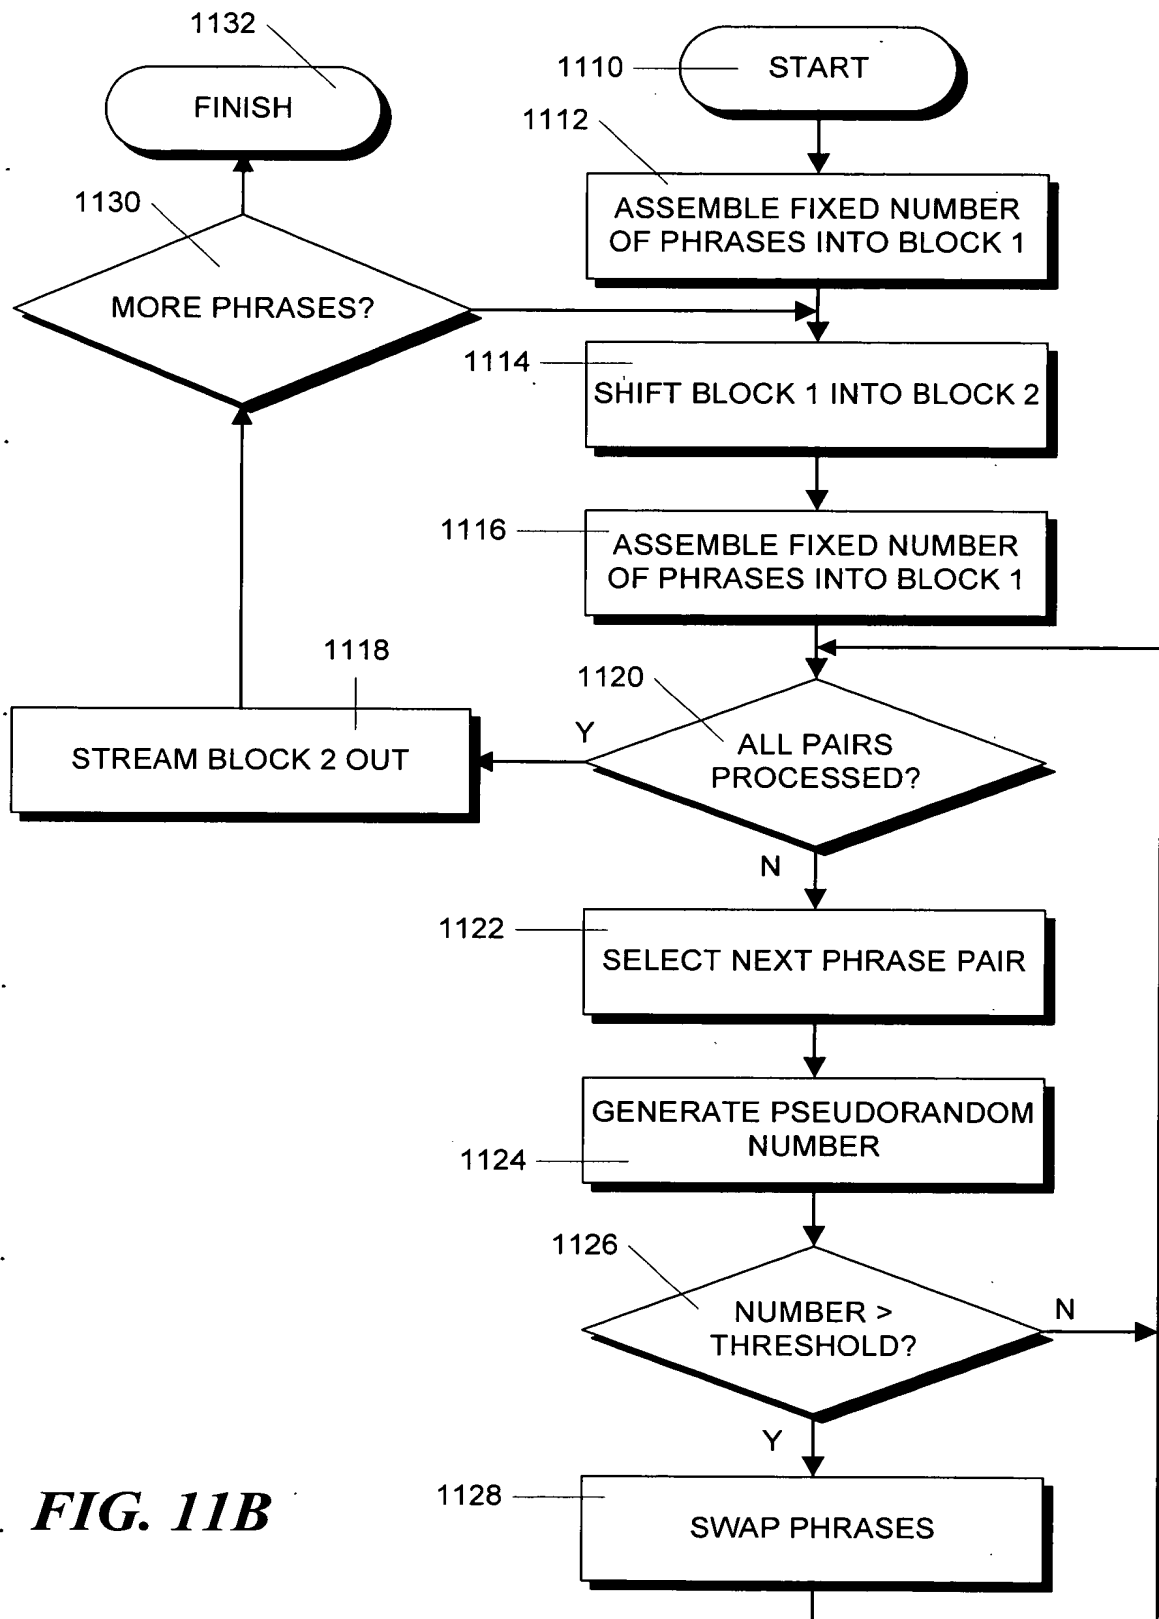 1132
FINISH
1110
START
1112
ASSEMBLE FIXED NUMBER
OF PHRASES INTO BLOCK 1
1130
MORE PHRASES?
1114
SHIFT BLOCK 1 INTO BLOCK 2
1116
ASSEMBLE FIXED NUMBER
OF PHRASES INTO BLOCK 1
1118
STREAM BLOCK 2 OUT
1120
Y
ALL PAIRS
PROCESSED?
N
1122
SELECT NEXT PHRASE PAIR
GENERATE PSEUDORANDOM
NUMBER
1124
1126
NUMBER >
THRESHOLD?
N
Y
1128
SWAP PHRASES
FIG. 11B